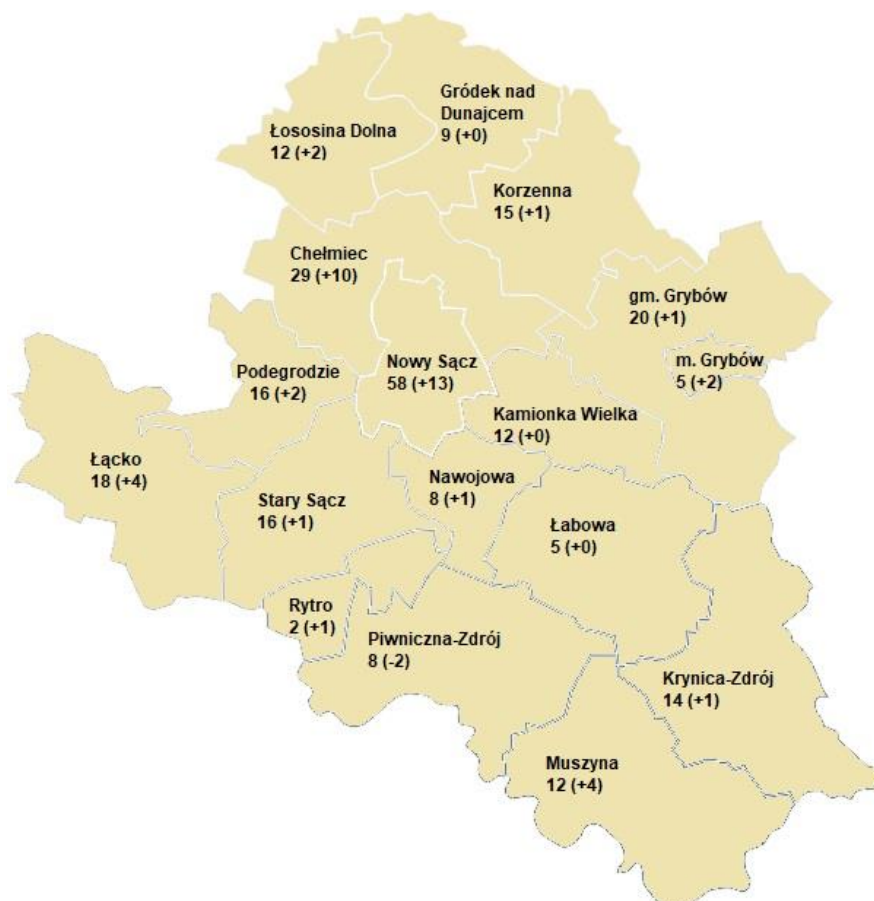 Gródek nad
Dunajcem
9 (+0)
Łososina Dolna
12 (+2)
Korzenna
15 (+1)
Chełmiec
29 (+10)
gm. Grybów
20 (+1)
m. Grybów
5 (+2)
Podegrodzie
16 (+2)
Nowy Sącz
58 (+13)
Kamionka Wielka
12 (+0)
Łącko
18 (+4)
Nawojowa
8 (+1)
Stary Sącz
16 (+1)
Łabowa
5 (+0)
Rytro
2 (+1)
Piwniczna-Zdrój
8 (-2)
Krynica-Zdrój
14 (+1)
Muszyna
12 (+4)